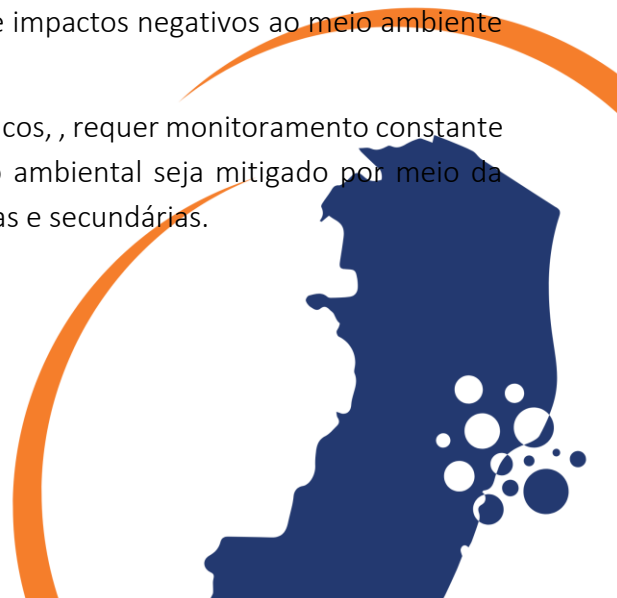 e impactos negativos ao meio ambiente
cos, , requer monitoramento constante
o ambiental seja mitigado por meio da
as e secundárias.